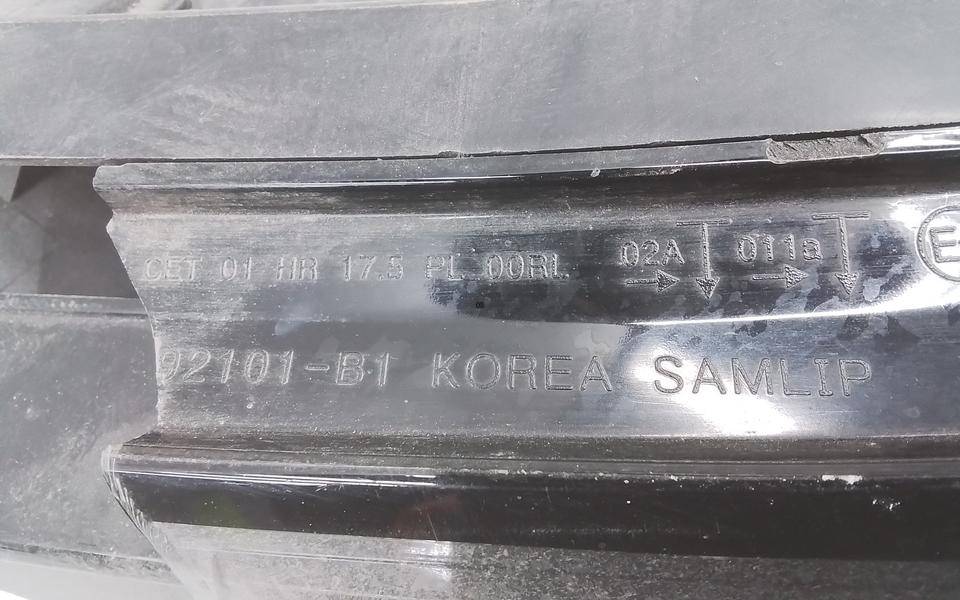 CET 01 HR 17.5 PL 00RL 02A 011a E
92101-B1 KOREA SAMLIP